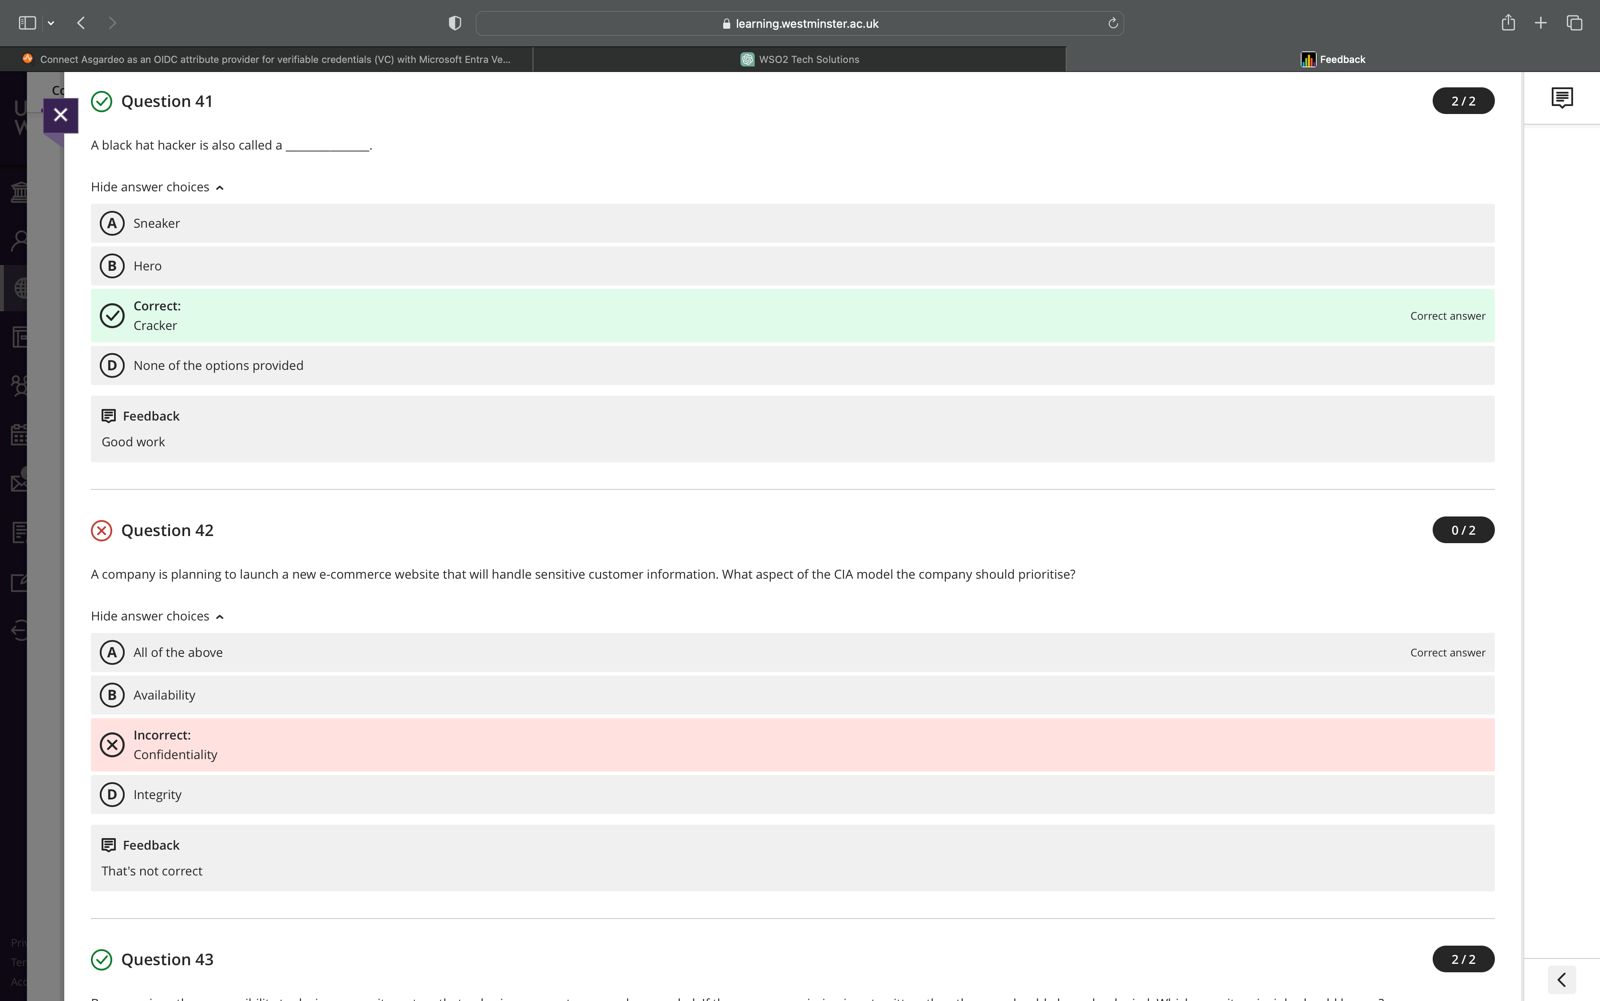 learning.westminster.ac.uk
Connect Asgardeo as an OIDC attribute provider for verifiable credentials (VC) with Microsoft Entra Ve...
WSO2 Tech Solutions
Feedback
Question 41
2 / 2
A black hat hacker is also called a ______________.
Hide answer choices
A Sneaker
B Hero
Correct:
Cracker
Correct answer
D None of the options provided
Feedback
Good work
Question 42
0 / 2
A company is planning to launch a new e-commerce website that will handle sensitive customer information. What aspect of the CIA model the company should prioritise?
Hide answer choices
A All of the above
Correct answer
B Availability
Incorrect:
Confidentiality
D Integrity
Feedback
That's not correct
Question 43
2 / 2